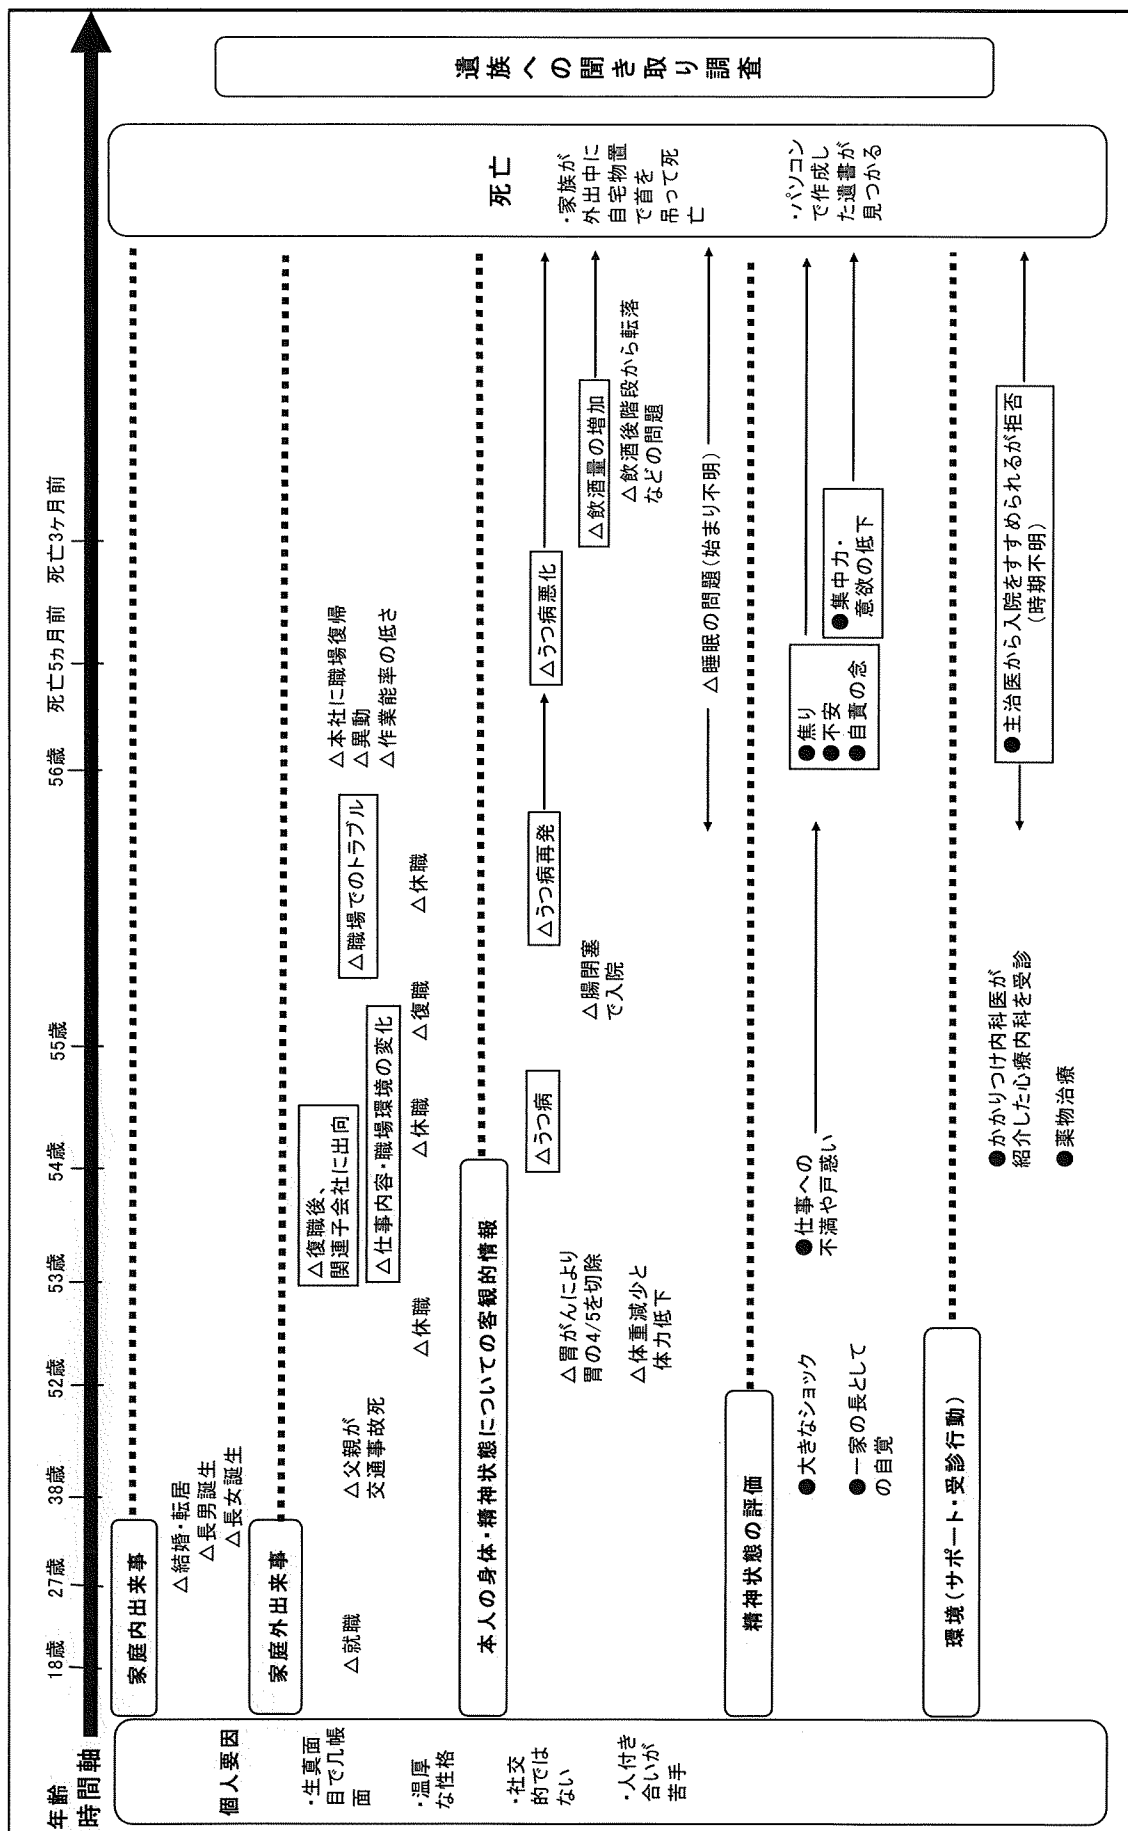 年齢
時間軸
18歳
27歳
38歳
52歳
53歳
54歳
55歳
56歳
死亡5ヵ月前
死亡3ヶ月前
個人要因
・生真面
目で几帳
面
・温厚
な性格
・社交
的では
ない
・人付き
合いが
苦手
家庭内出来事
△結婚・転居
△長男誕生
△長女誕生
家庭外出来事
△就職
△父親が
交通事故死
△休職
△復職後、
関連子会社に出向
△仕事内容・職場環境の変化
△休職
△復職
△職場でのトラブル
△休職
△本社に職場復帰
△異動
△作業能率の低さ
本人の身体・精神状態についての客観的情報
△胃がんにより
胃の4/5を切除
△体重減少と
体力低下
△うつ病
△腸閉塞
で入院
△うつ病再発
△うつ病悪化
△飲酒量の増加
△飲酒後階段から転落
などの問題
△睡眠の問題(始まり不明)
精神状態の評価
●大きなショック
●一家の長として
の自覚
●仕事への
不満や戸惑い
●焦り
●不安
●自責の念
●集中力・
意欲の低下
環境(サポート・受診行動)
●かかりつけ内科医が
紹介した心療内科を受診
●薬物治療
●主治医から入院をすすめられるが拒否
(時期不明)
死亡
・家族が
外出中に
自宅物置
で首を
吊って死
亡
・パソコン
で作成し
た遺書が
見つかる
遺族への聞き取り調査